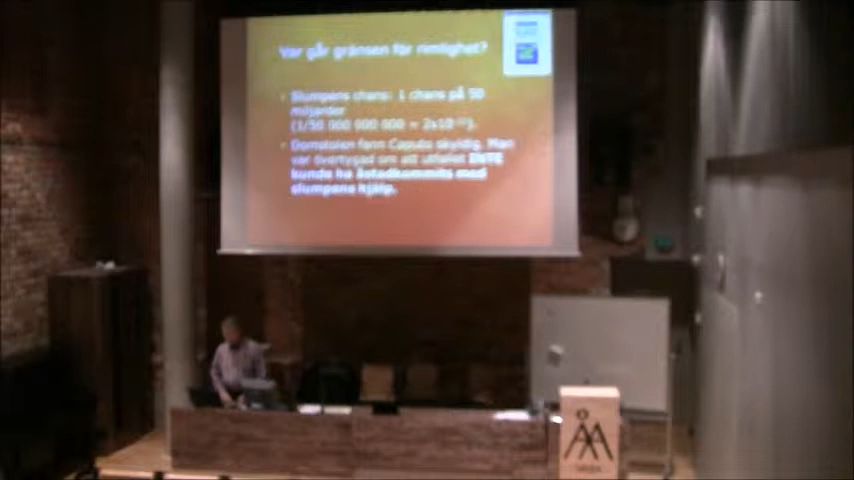 Var går gränsen för rimlighet?
Slumpens chans: 1 chans på 50
miljarder
(1/50 000 000 000 = 2x10
Domstolen fann Caputo skyldig. Man
var övertygad om att utfallet INTE
kunde ha åstadkommits med
slumpens hjälp.